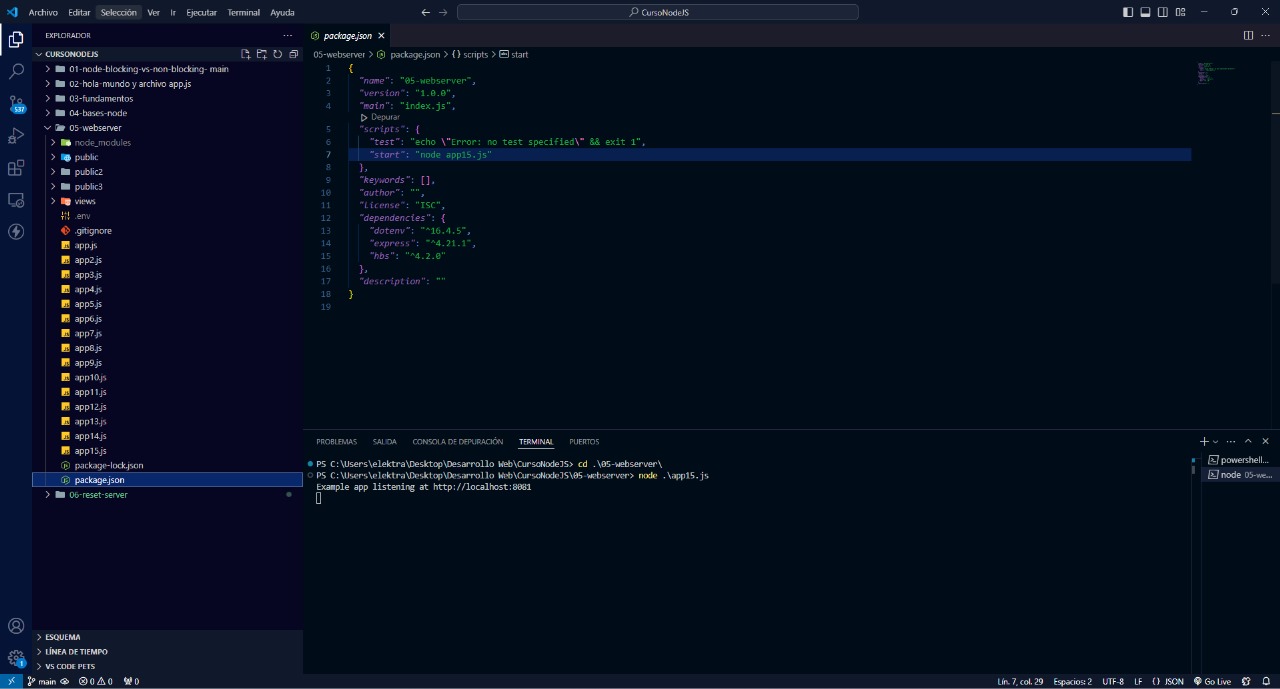 Archivo Editar Selección Ver Ir Ejecutar Terminal Ayuda
CursoNodeJS
EXPLORADOR
CURSONODEJS
01-node-blocking-vs-non-blocking- main
02-hola-mundo y archivo app.js
03-fundamentos
04-bases-node
05-webserver
node_modules
public
public2
public3
views
.env
.gitignore
app.js
app2.js
app3.js
app4.js
app5.js
app6.js
app7.js
app8.js
app9.js
app10.js
app11.js
app12.js
app13.js
app14.js
app15.js
package-lock.json
package.json
06-reset-server
ESQUEMA
LÍNEA DE TIEMPO
VS CODE PETS
537
1
package.json
05-webserver > package.json > {} scripts > start
1 {
2 "name": "05-webserver",
3 "version": "1.0.0",
4 "main": "index.js",
Depurar
5 "scripts": {
6 "test": "echo \"Error: no test specified\" && exit 1",
7 "start": "node app15.js"
8 },
9 "keywords": [],
10 "author": "",
11 "license": "ISC",
12 "dependencies": {
13 "dotenv": "^16.4.5",
14 "express": "^4.21.1",
15 "hbs": "^4.2.0"
16 },
17 "description": ""
18 }
19
PROBLEMAS SALIDA CONSOLA DE DEPURACIÓN TERMINAL PUERTOS
PS C:\Users\elektra\Desktop\Desarrollo Web\CursoNodeJS> cd .\05-webserver\
PS C:\Users\elektra\Desktop\Desarrollo Web\CursoNodeJS\05-webserver> node .\app15.js
Example app listening at http://localhost:8081
powershell...
node 05-we...
main 0 0 0 Lín. 7, col. 29 Espacios: 2 UTF-8 LF {} JSON Go Live